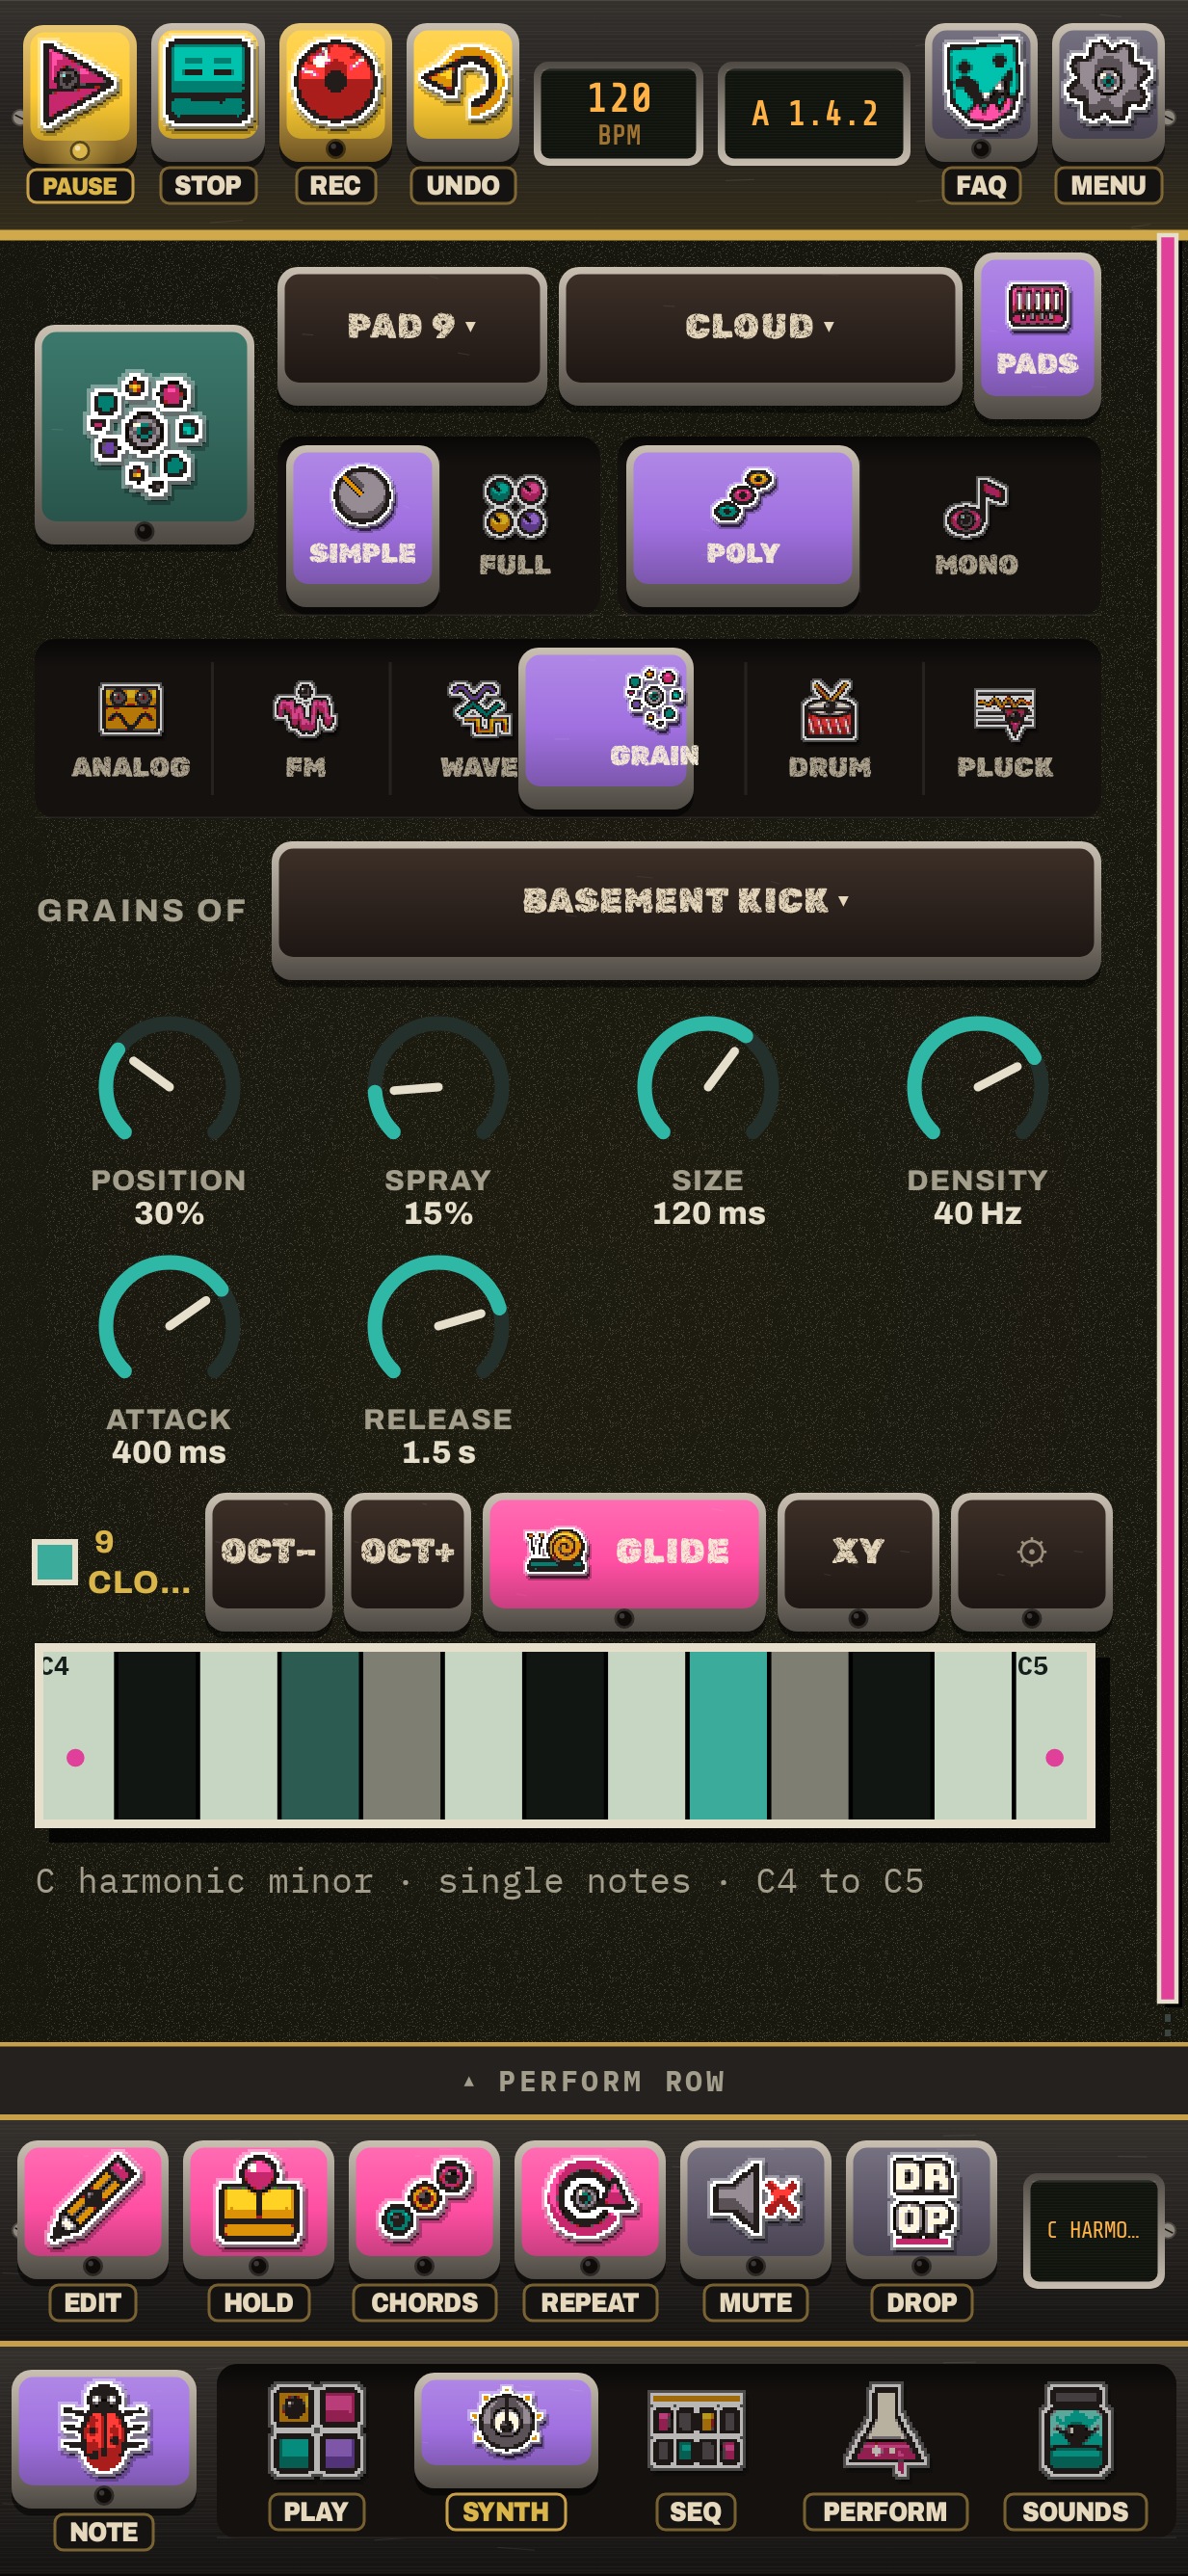 120
BPM
A 1.4.2
PAUSE
STOP
REC
UNDO
FAQ
MENU
PAD 9 ▾
CLOUD ▾
PADS
SIMPLE
FULL
POLY
MONO
ANALOG
FM
WAVE
GRAIN
DRUM
PLUCK
GRAINS OF
BASEMENT KICK ▾
POSITION
30%
SPRAY
15%
SIZE
120 ms
DENSITY
40 Hz
ATTACK
400 ms
RELEASE
1.5 s
9
CLO...
OCT-
OCT+
GLIDE
XY
C4
C5
C harmonic minor · single notes · C4 to C5
▴ PERFORM ROW
DR
OP
C HARMO...
EDIT
HOLD
CHORDS
REPEAT
MUTE
DROP
NOTE
PLAY
SYNTH
SEQ
PERFORM
SOUNDS